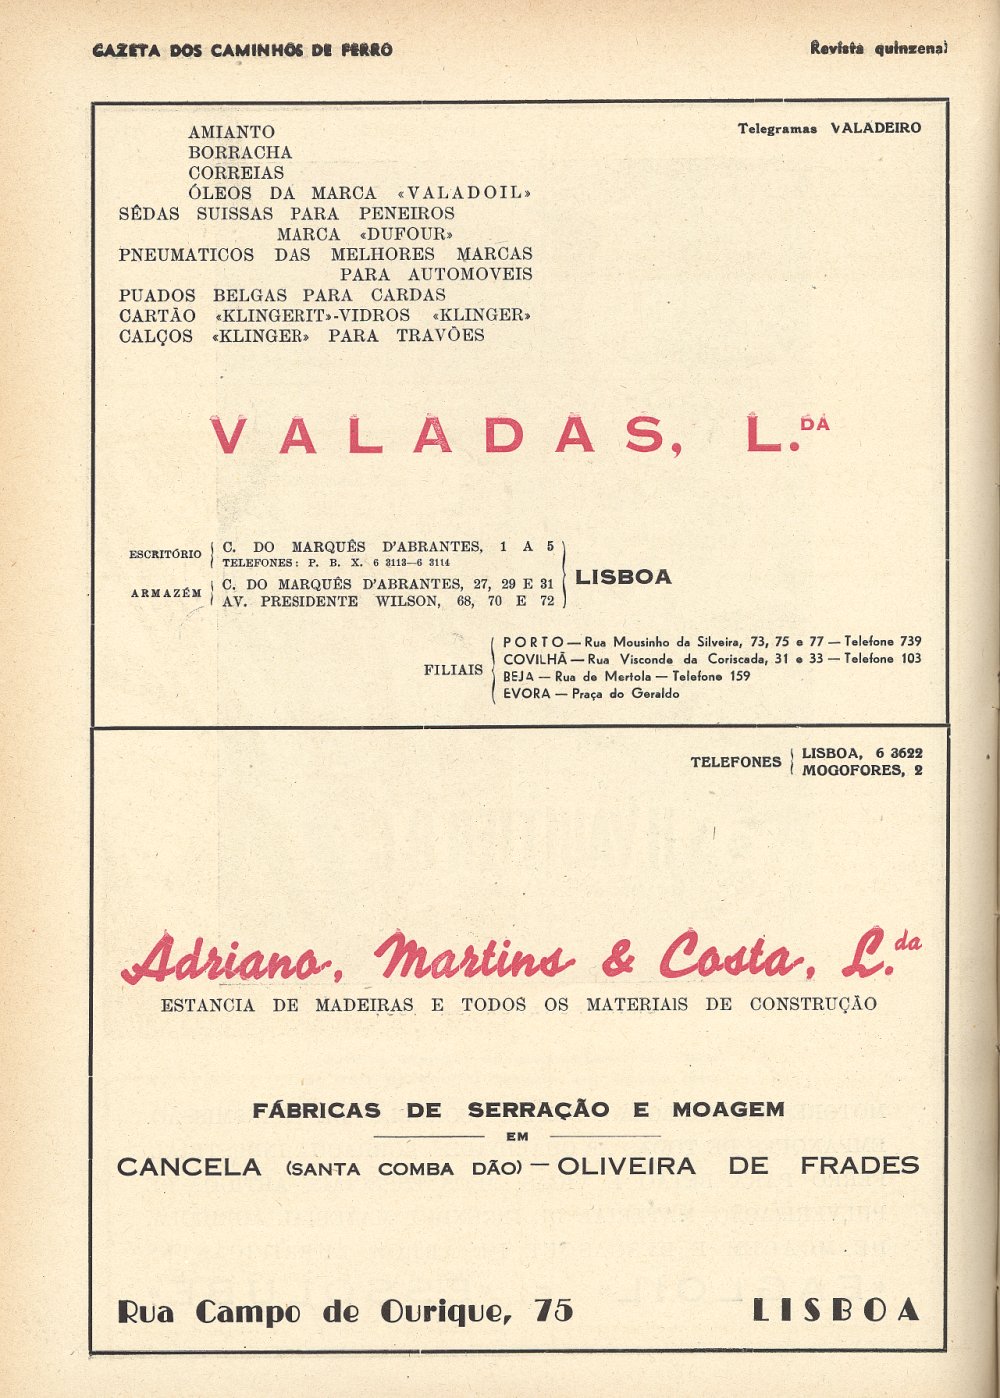 GAZETA DOS CAMINHOS DE FERRO
Revista quinzenal
Telegramas VALADEIRO
AMIANTO
BORRACHA
CORREIAS
ÓLEOS DA MARCA «VALADOIL»
SÊDAS SUISSAS PARA PENEIROS
MARCA «DUFOUR»
PNEUMATICOS DAS MELHORES MARCAS
PARA AUTOMOVEIS
PUADOS BELGAS PARA CARDAS
CARTÃO «KLINGERIT»-VIDROS «KLINGER»
CALÇOS «KLINGER» PARA TRAVÕES
VALADAS, L.DA
ESCRITÓRIO
C. DO MARQUÊS D'ABRANTES, 1 A 5
TELEFONES: P. B. X. 6 3113—6 3114
ARMAZÉM
C. DO MARQUÊS D'ABRANTES, 27, 29 E 31
AV. PRESIDENTE WILSON, 68, 70 E 72
LISBOA
FILIAIS
PORTO — Rua Mousinho da Silveira, 73, 75 e 77 — Telefone 739
COVILHÃ — Rua Visconde da Coriscada, 31 e 33 — Telefone 103
BEJA — Rua de Mertola — Telefone 159
EVORA — Praça do Geraldo
TELEFONES
LISBOA, 6 3622
MOGOFORES, 2
Adriano, Martins & Costa, L.da
ESTANCIA DE MADEIRAS E TODOS OS MATERIAIS DE CONSTRUÇÃO
FÁBRICAS DE SERRAÇÃO E MOAGEM
EM
CANCELA (SANTA COMBA DÃO) — OLIVEIRA DE FRADES
Rua Campo de Ourique, 75
LISBOA